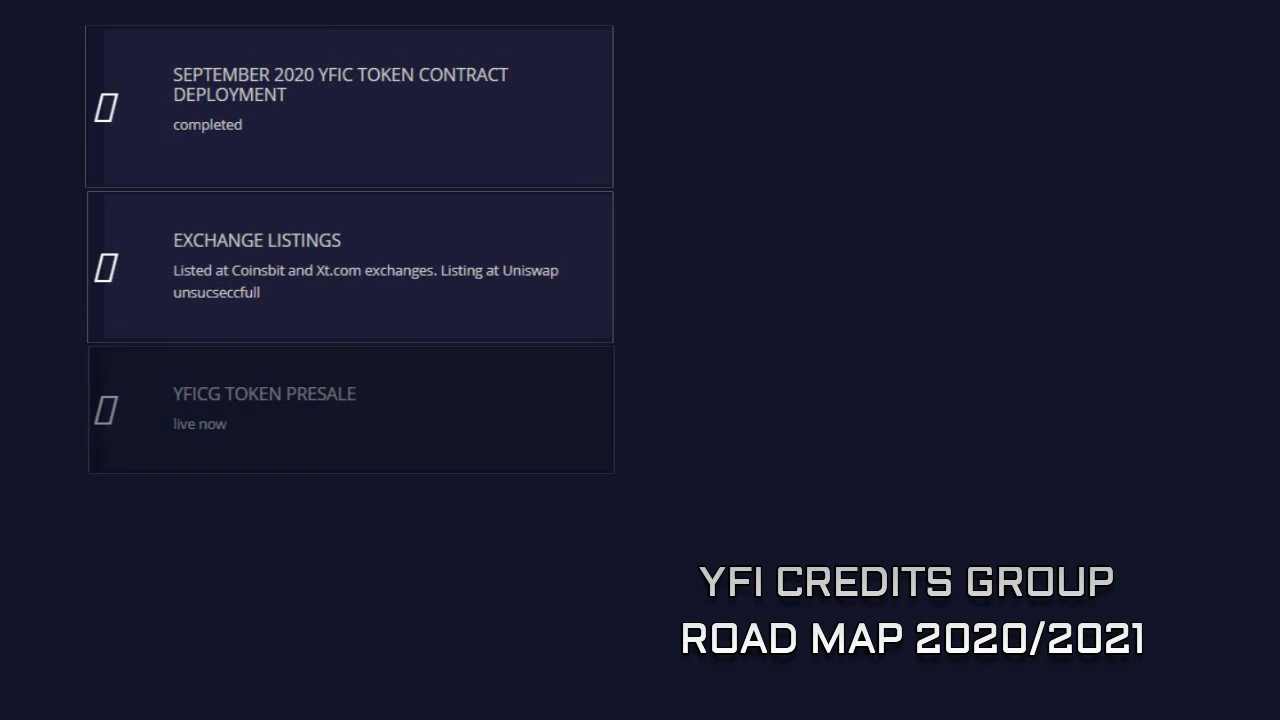 SEPTEMBER 2020 YFIC TOKEN CONTRACT
DEPLOYMENT
completed
EXCHANGE LISTINGS
Listed at Coinsbit and Xt.com exchanges. Listing at Uniswap
unsucseccfull
YFICG TOKEN PRESALE
live now
YFI CREDITS GROUP
ROAD MAP 2020/2021